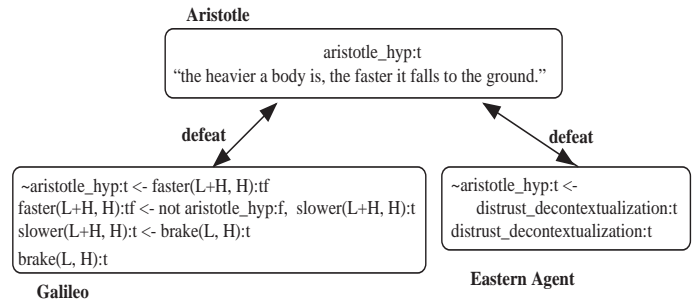 Aristotle
aristotle_hyp:t
“the heavier a body is, the faster it falls to the ground.”
defeat
defeat
~aristotle_hyp:t <- faster(L+H, H):tf
faster(L+H, H):tf <- not aristotle_hyp:f, slower(L+H, H):t
slower(L+H, H):t <- brake(L, H):t
brake(L, H):t
Galileo
~aristotle_hyp:t <-
distrust_decontextualization:t
distrust_decontextualization:t
Eastern Agent